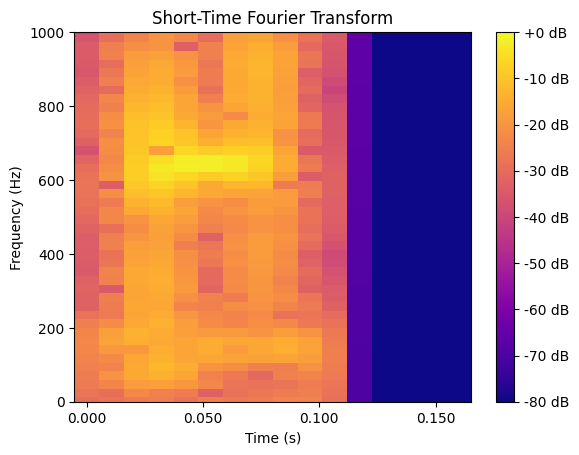 Short-Time Fourier Transform
1000
800
600
400
200
0
Frequency (Hz)
0.000
0.050
0.100
0.150
Time (s)
+0 dB
-10 dB
-20 dB
-30 dB
-40 dB
-50 dB
-60 dB
-70 dB
-80 dB